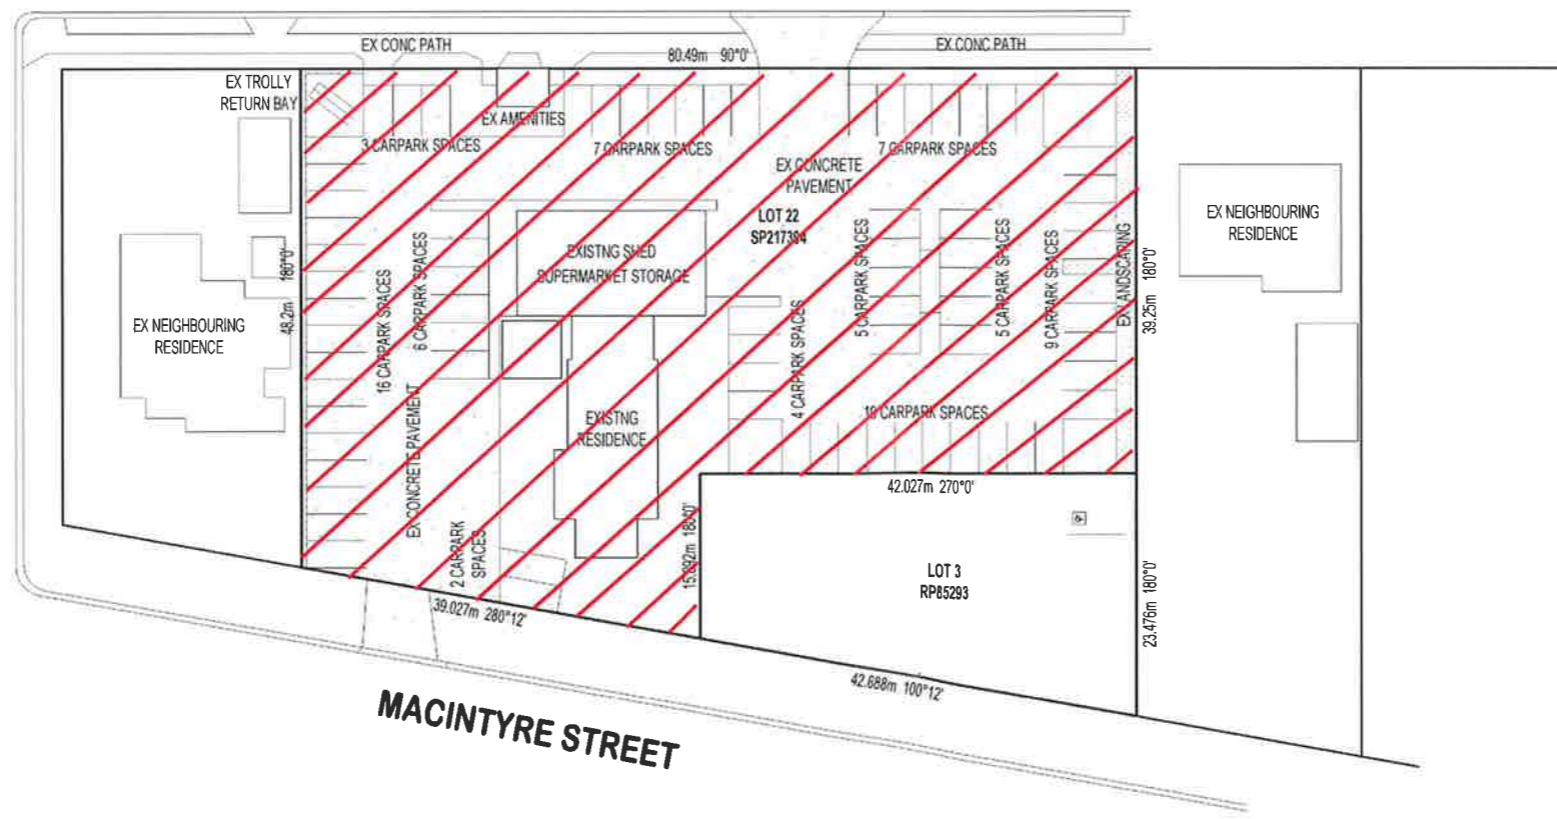 EX CONC PATH
EX CONC PATH
80.49m 90°0'
EX TROLLY
RETURN BAY
EX AMENITIES
3 CARPARK SPACES
7 CARPARK SPACES
7 CARPARK SPACES
EX CONCRETE
PAVEMENT
LOT 22
SP217394
EX NEIGHBOURING
RESIDENCE
EXISTNG SHED
SUPERMARKET STORAGE
48.2m 180°0'
16 CARPARK SPACES
6 CARPARK SPACES
5 CARPARK SPACES
5 CARPARK SPACES
9 CARPARK SPACES
EX LANDSCARING
39.25m 180°0'
EX NEIGHBOURING
RESIDENCE
4 CARPARK SPACES
10 CARPARK SPACES
EXISTNG
RESIDENCE
EX CONCRETE PAVEMENT
2 CARPARK
SPACES
42.027m 270°0'
15.892m 180°0'
LOT 3
RP85293
23.476m 180°0'
39.027m 280°12'
42.688m 100°12'
MACINTYRE STREET